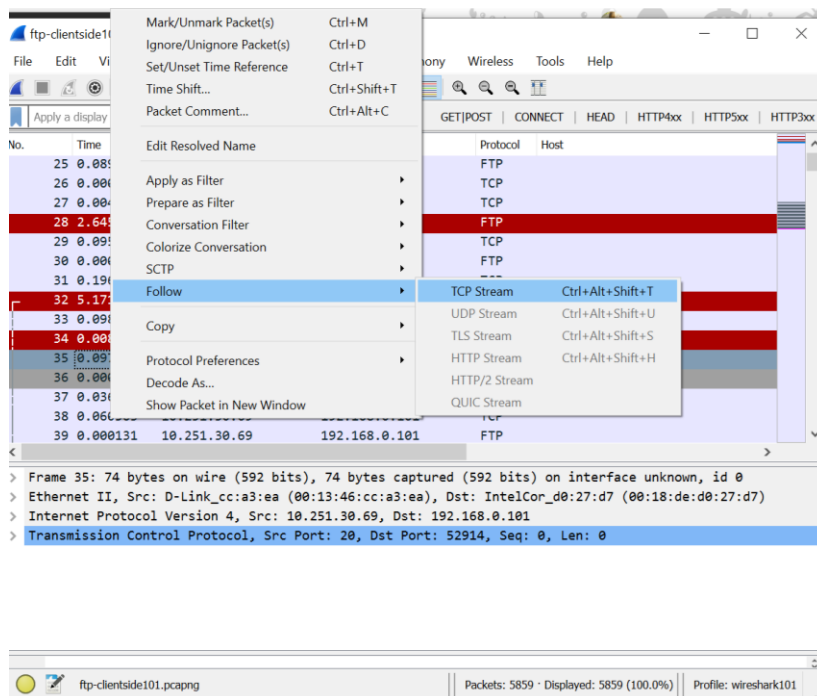 ftp-clientside10
File Edit Vi ony Wireless Tools Help
Apply a display GET|POST | CONNECT | HEAD | HTTP4xx | HTTP5xx | HTTP3xx
No. Time Protocol Host
25 0.089 FTP
26 0.000 TCP
27 0.004 TCP
28 2.645 FTP
29 0.095 TCP
30 0.000 FTP
31 0.190
32 5.171
33 0.098
34 0.008
35 0.097
36 0.000
37 0.036
38
39 0.000131 10.251.30.69 192.168.0.101 FTP
Mark/Unmark Packet(s) Ctrl+M
Ignore/Unignore Packet(s) Ctrl+D
Set/Unset Time Reference Ctrl+T
Time Shift... Ctrl+Shift+T
Packet Comment... Ctrl+Alt+C
Edit Resolved Name
Apply as Filter
Prepare as Filter
Conversation Filter
Colorize Conversation
SCTP
Follow
Copy
Protocol Preferences
Decode As...
Show Packet in New Window
TCP Stream Ctrl+Alt+Shift+T
UDP Stream Ctrl+Alt+Shift+U
TLS Stream Ctrl+Alt+Shift+S
HTTP Stream Ctrl+Alt+Shift+H
HTTP/2 Stream
QUIC Stream
Frame 35: 74 bytes on wire (592 bits), 74 bytes captured (592 bits) on interface unknown, id 0
Ethernet II, Src: D-Link_cc:a3:ea (00:13:46:cc:a3:ea), Dst: IntelCor_d0:27:d7 (00:18:de:d0:27:d7)
Internet Protocol Version 4, Src: 10.251.30.69, Dst: 192.168.0.101
Transmission Control Protocol, Src Port: 20, Dst Port: 52914, Seq: 0, Len: 0
ftp-clientside101.pcapng Packets: 5859 · Displayed: 5859 (100.0%) Profile: wireshark101